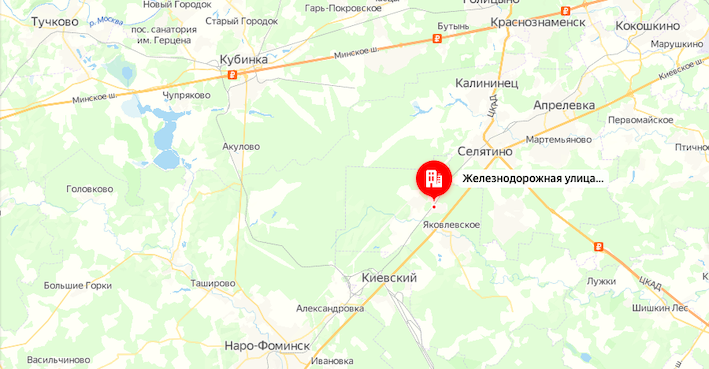 Новый Городок
Гарь-Покровское
Голицыно
Тучково
р. Москва
Старый Городок
Бутынь
₽
Краснознаменск
Кокошкино
пос. санатория
им. Герцена
₽
Минское ш.
Марушкино
Кубинка
₽
Киевское ш.
Минское ш.
Чупряково
Калининец
ЦКАД
Апрелевка
Первомайское
Акулово
Селятино
Мартемьяново
Птичное
Головково
Железнодорожная улица...
Яковлевское
₽
Большие Горки
Таширово
Киевский
Лужки
ЦКАД
Александровка
Шишкин Лес
Наро-Фоминск
Васильчиново
Ивановка